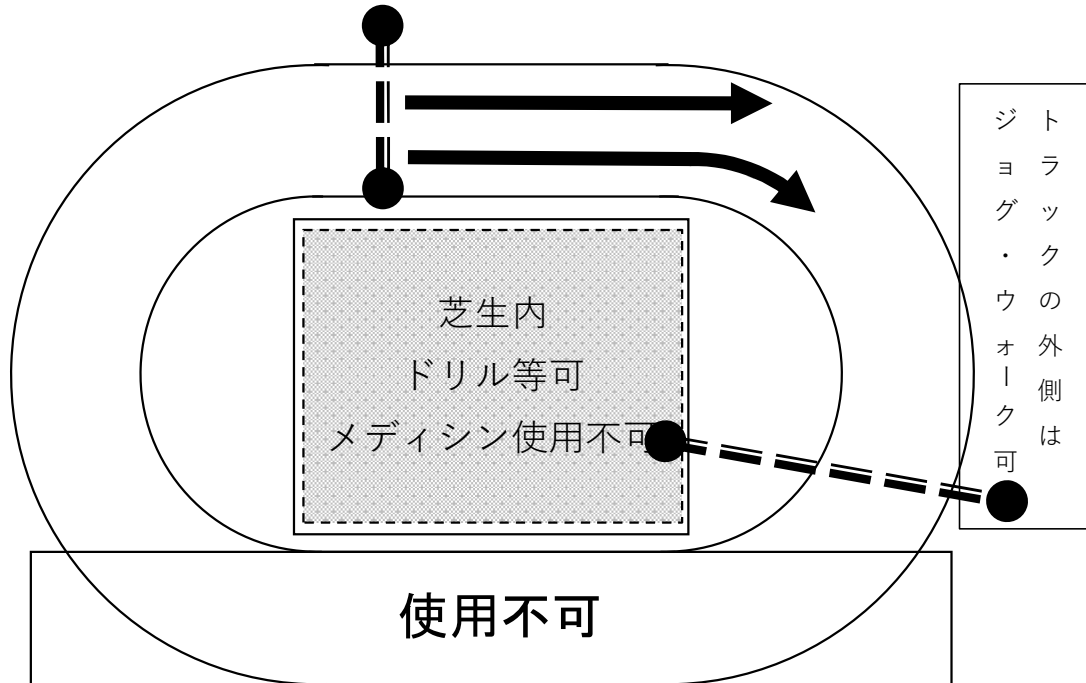 芝生内
ドリル等可
メディシン使用不可
トラックの外側は
ジョグ・ウォーク可
使用不可